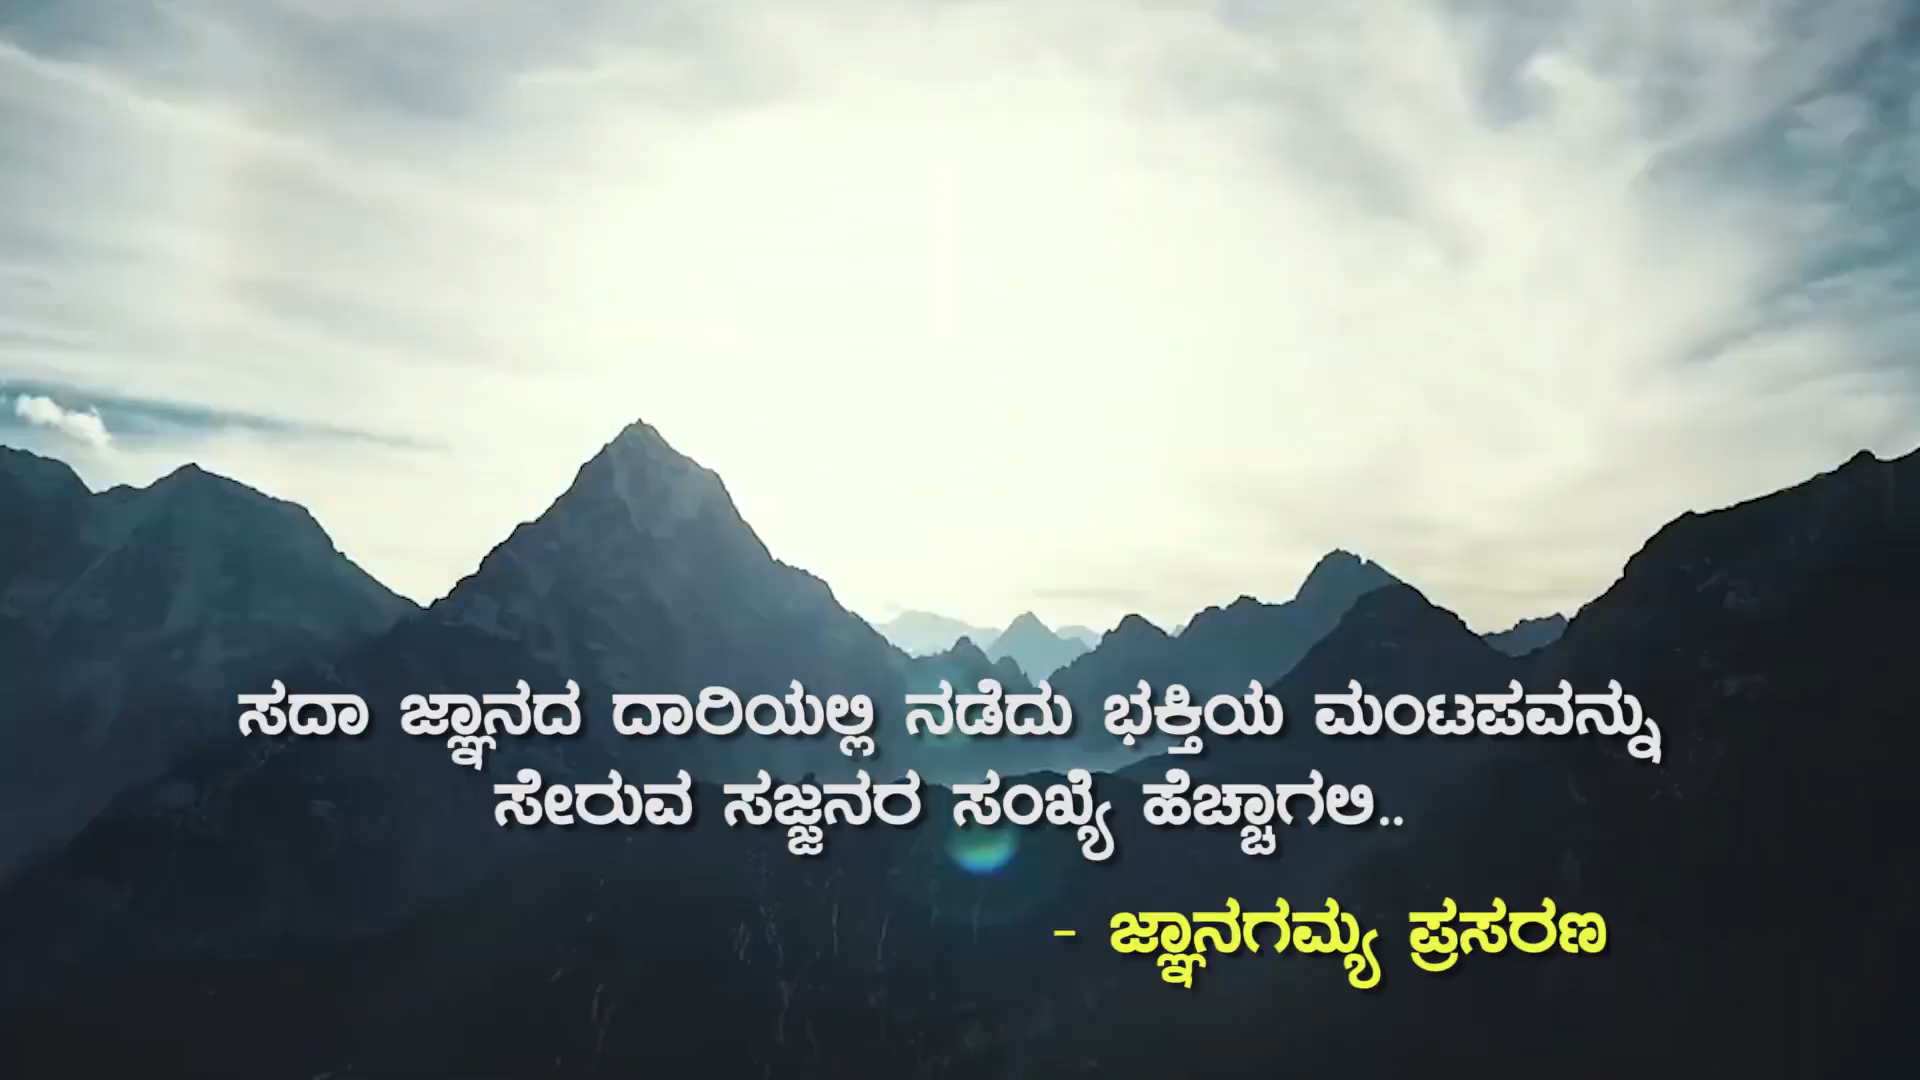 ಸದಾ ಜ್ಞಾನದ ದಾರಿಯಲ್ಲಿ ನಡೆದು ಭಕ್ತಿಯ ಮಂಟಪವನ್ನು
ಸೇರುವ ಸಜ್ಜನರ ಸಂಖ್ಯೆ ಹೆಚ್ಚಾಗಲಿ..
- ಜ್ಞಾನಗಮ್ಯ ಪ್ರಸರಣ